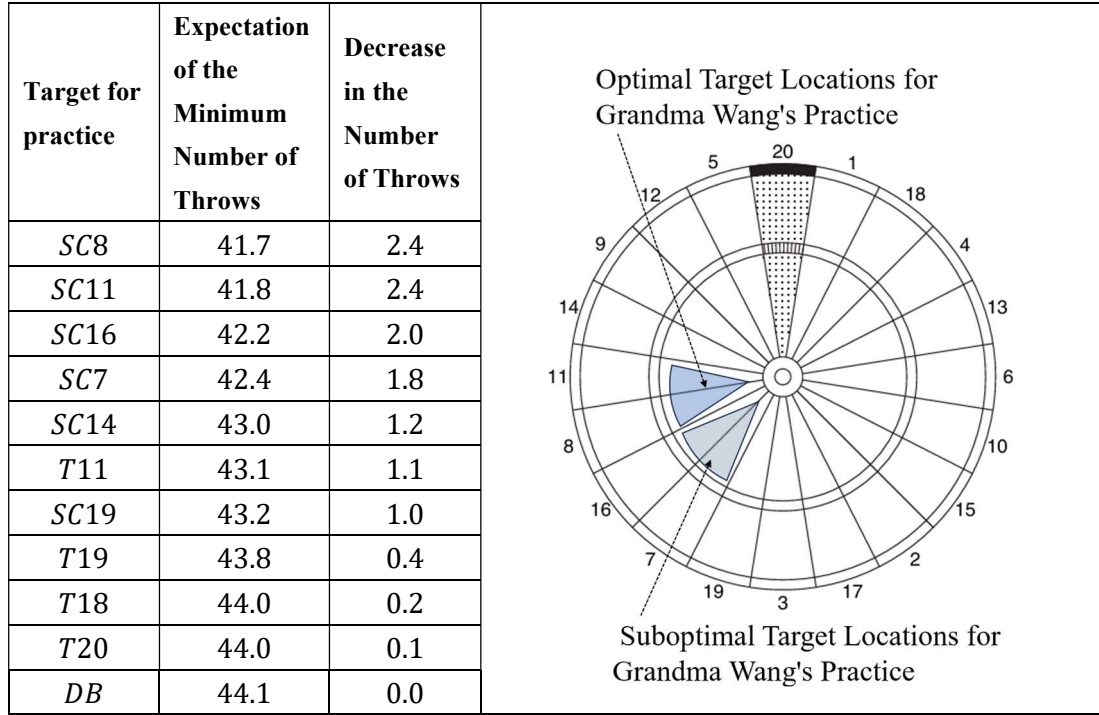 Target for
practice
Expectation
of the
Minimum
Number of
Throws
Decrease
in the
Number
of Throws
SC8 41.7 2.4
SC11 41.8 2.4
SC16 42.2 2.0
SC7 42.4 1.8
SC14 43.0 1.2
T11 43.1 1.1
SC19 43.2 1.0
T19 43.8 0.4
T18 44.0 0.2
T20 44.0 0.1
DB 44.1 0.0
Optimal Target Locations for
Grandma Wang's Practice
20
1
18
4
13
6
10
15
2
17
3
19
7
16
8
11
14
9
12
5
Suboptimal Target Locations for
Grandma Wang's Practice